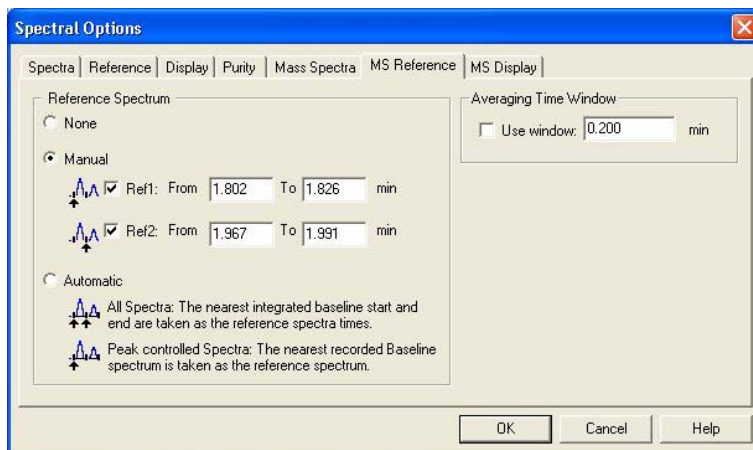 Spectral Options
Spectra Reference Display Purity Mass Spectra MS Reference MS Display
Reference Spectrum
None
Manual
Ref1: From 1.802 To 1.826 min
Ref2: From 1.967 To 1.991 min
Automatic
All Spectra: The nearest integrated baseline start and
end are taken as the reference spectra times.
Peak controlled Spectra: The nearest recorded Baseline
spectrum is taken as the reference spectrum.
Averaging Time Window
Use window: 0.200 min
OK Cancel Help